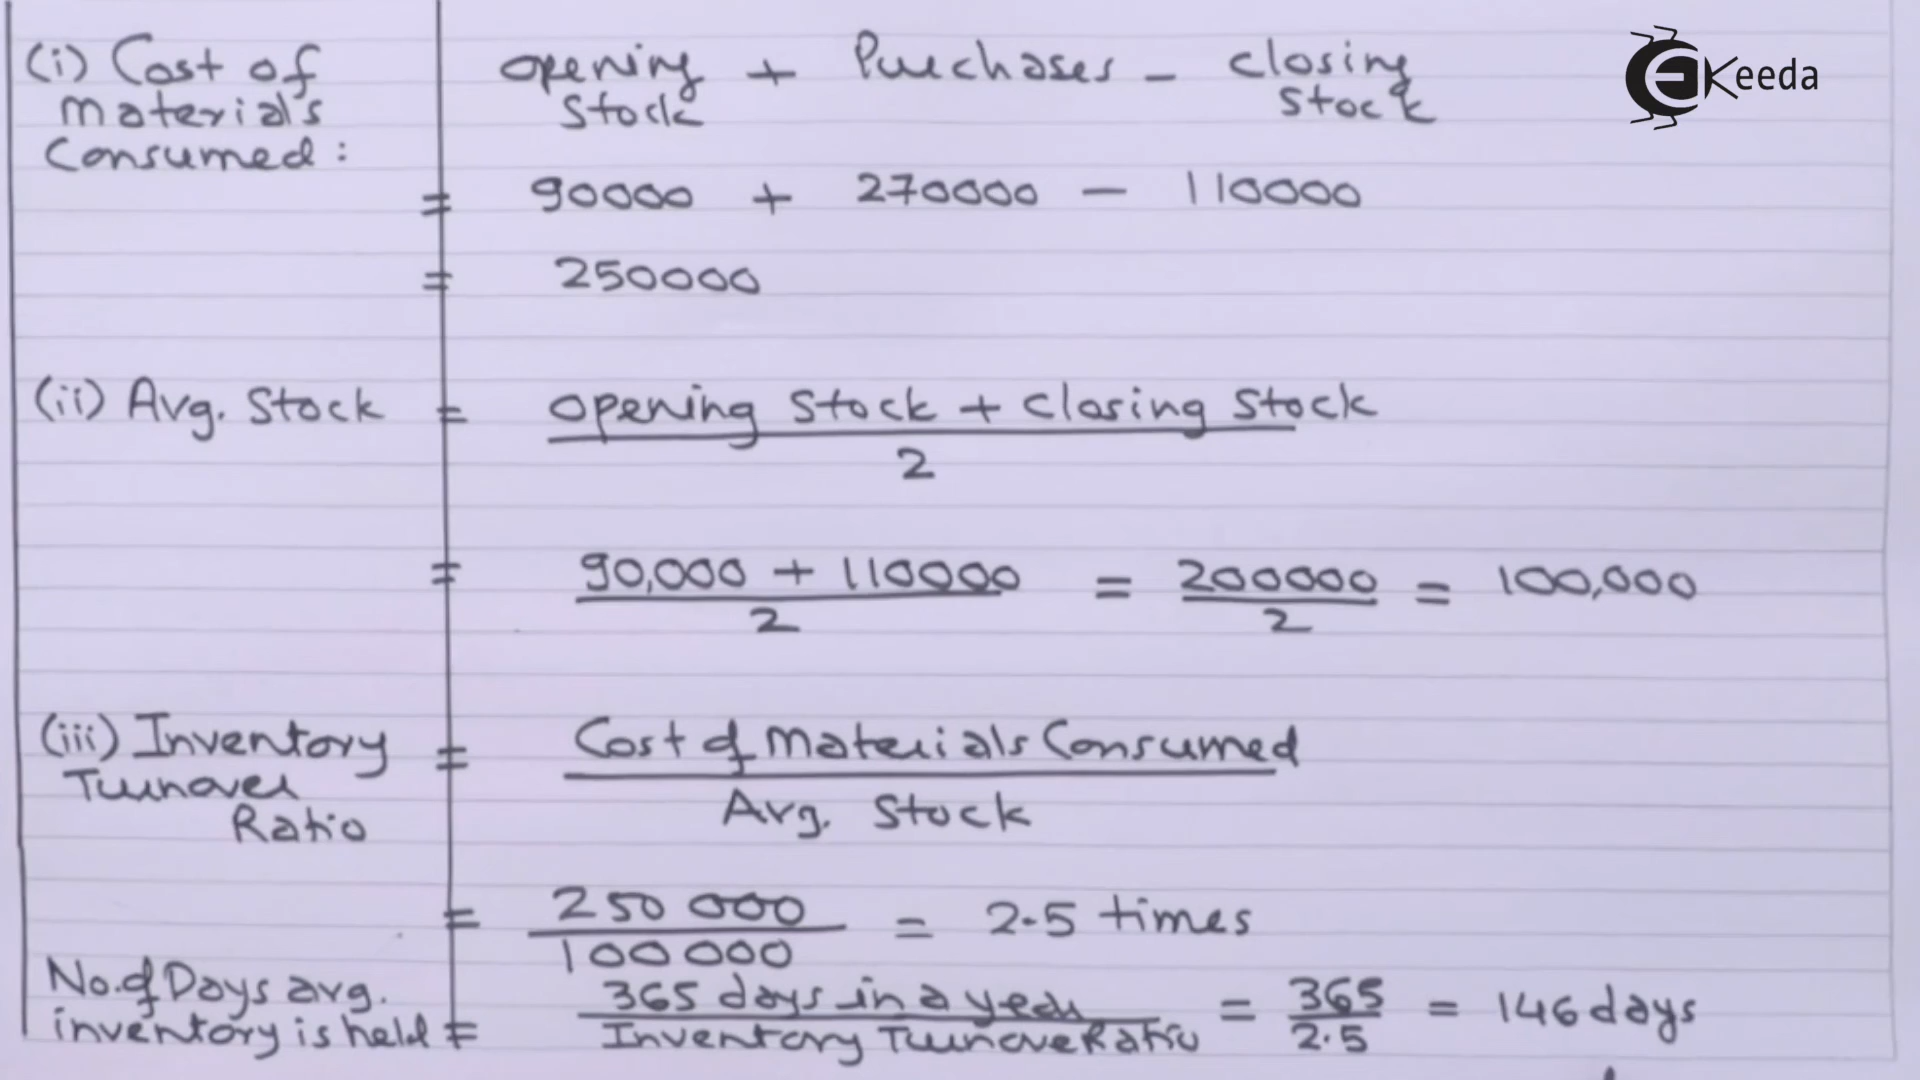 (i) Cost of Materials Consumed : opening stock + Purchases - closing stock
= 90000 + 270000 - 110000
= 250000
(ii) Avg. Stock = opening stock + closing stock
2
= 90,000 + 110000 = 200000 = 100,000
2 2
(iii) Inventory Turnover Ratio = Cost of Materials Consumed
Avg. Stock
= 250 000 = 2.5 times
100 000
No. of Days avg. inventory is held = 365 days in a year = 365 = 146 days
Inventory Turnover Ratio 2.5
EKeeda